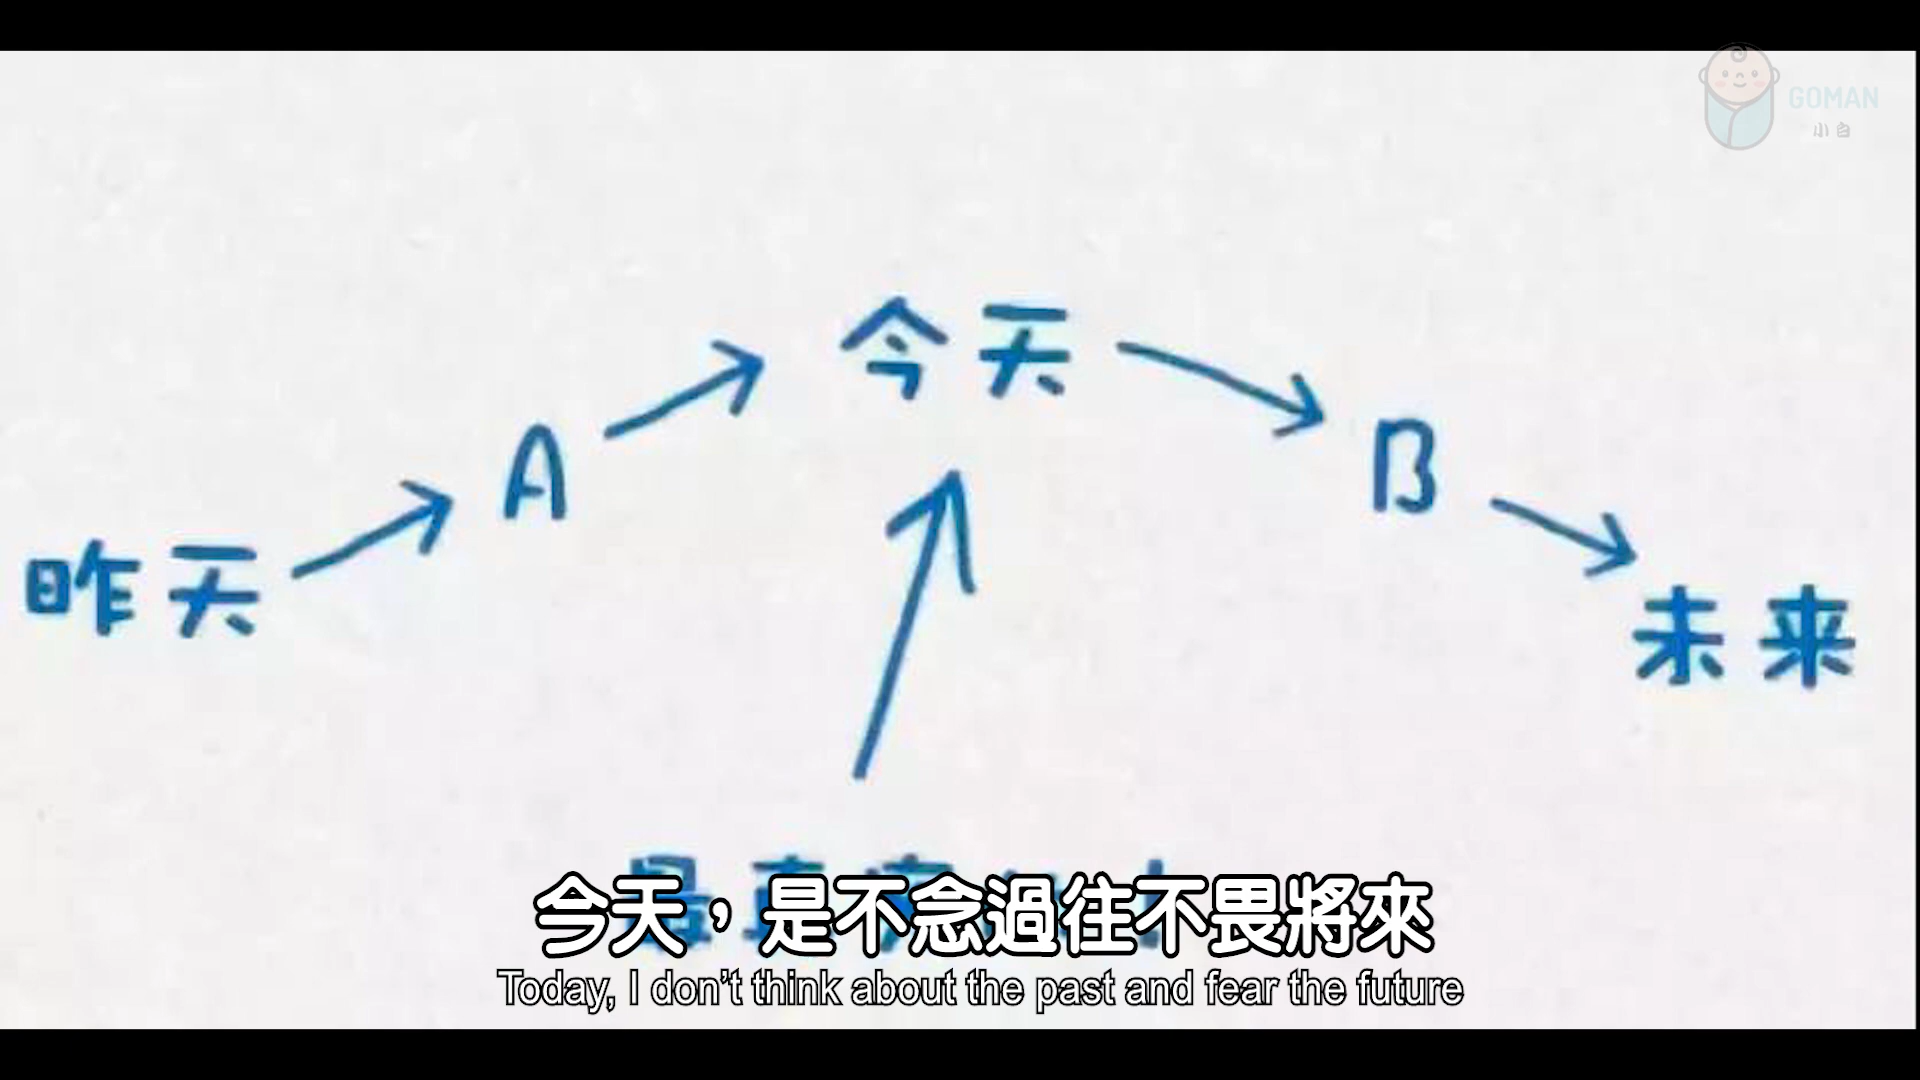 GOMAN
小白
今天
A
B
昨天
未来
今天，是不念過往不畏將來
Today, I don't think about the past and fear the future